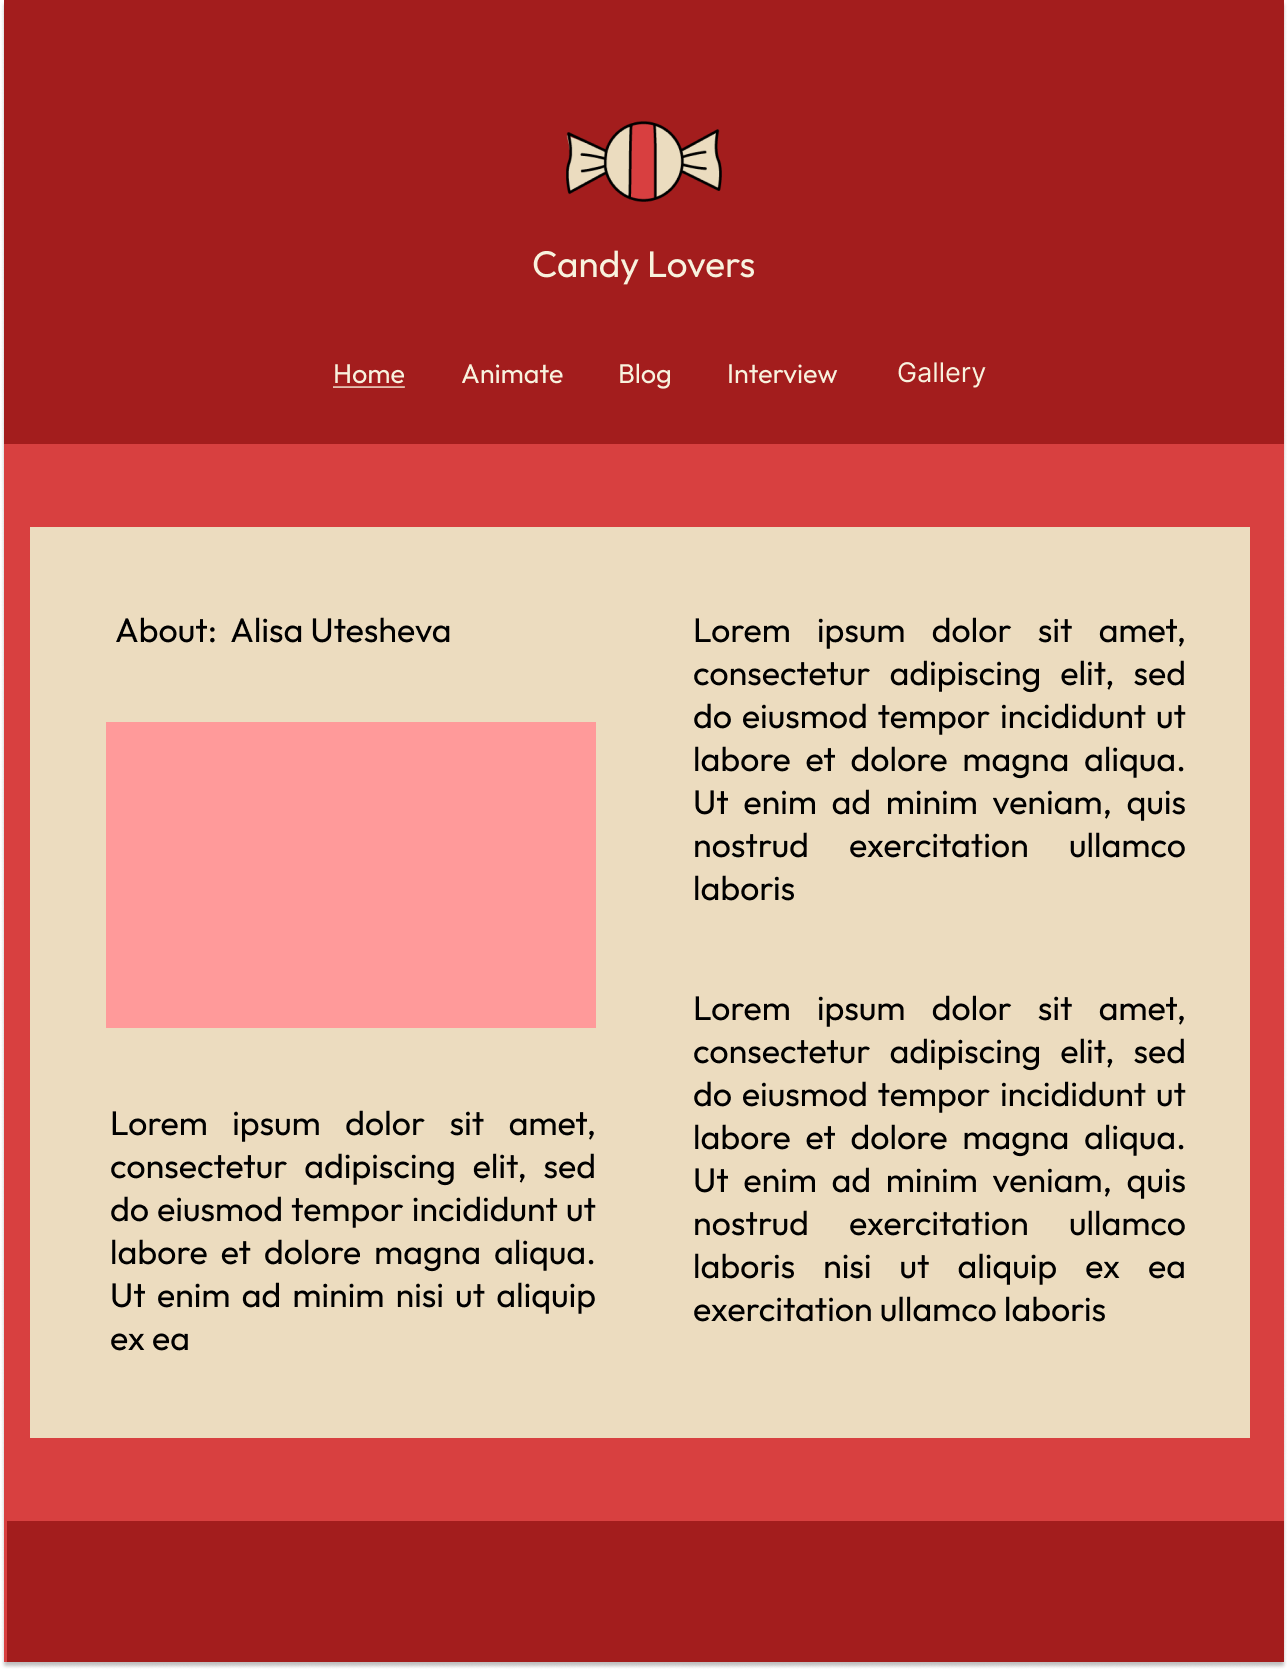 Candy Lovers
Home Animate Blog Interview Gallery
About: Alisa Utesheva
Lorem ipsum dolor sit amet,
consectetur adipiscing elit, sed
do eiusmod tempor incididunt ut
labore et dolore magna aliqua.
Ut enim ad minim nisi ut aliquip
ex ea
Lorem ipsum dolor sit amet,
consectetur adipiscing elit, sed
do eiusmod tempor incididunt ut
labore et dolore magna aliqua.
Ut enim ad minim veniam, quis
nostrud exercitation ullamco
laboris
Lorem ipsum dolor sit amet,
consectetur adipiscing elit, sed
do eiusmod tempor incididunt ut
labore et dolore magna aliqua.
Ut enim ad minim veniam, quis
nostrud exercitation ullamco
laboris nisi ut aliquip ex ea
exercitation ullamco laboris